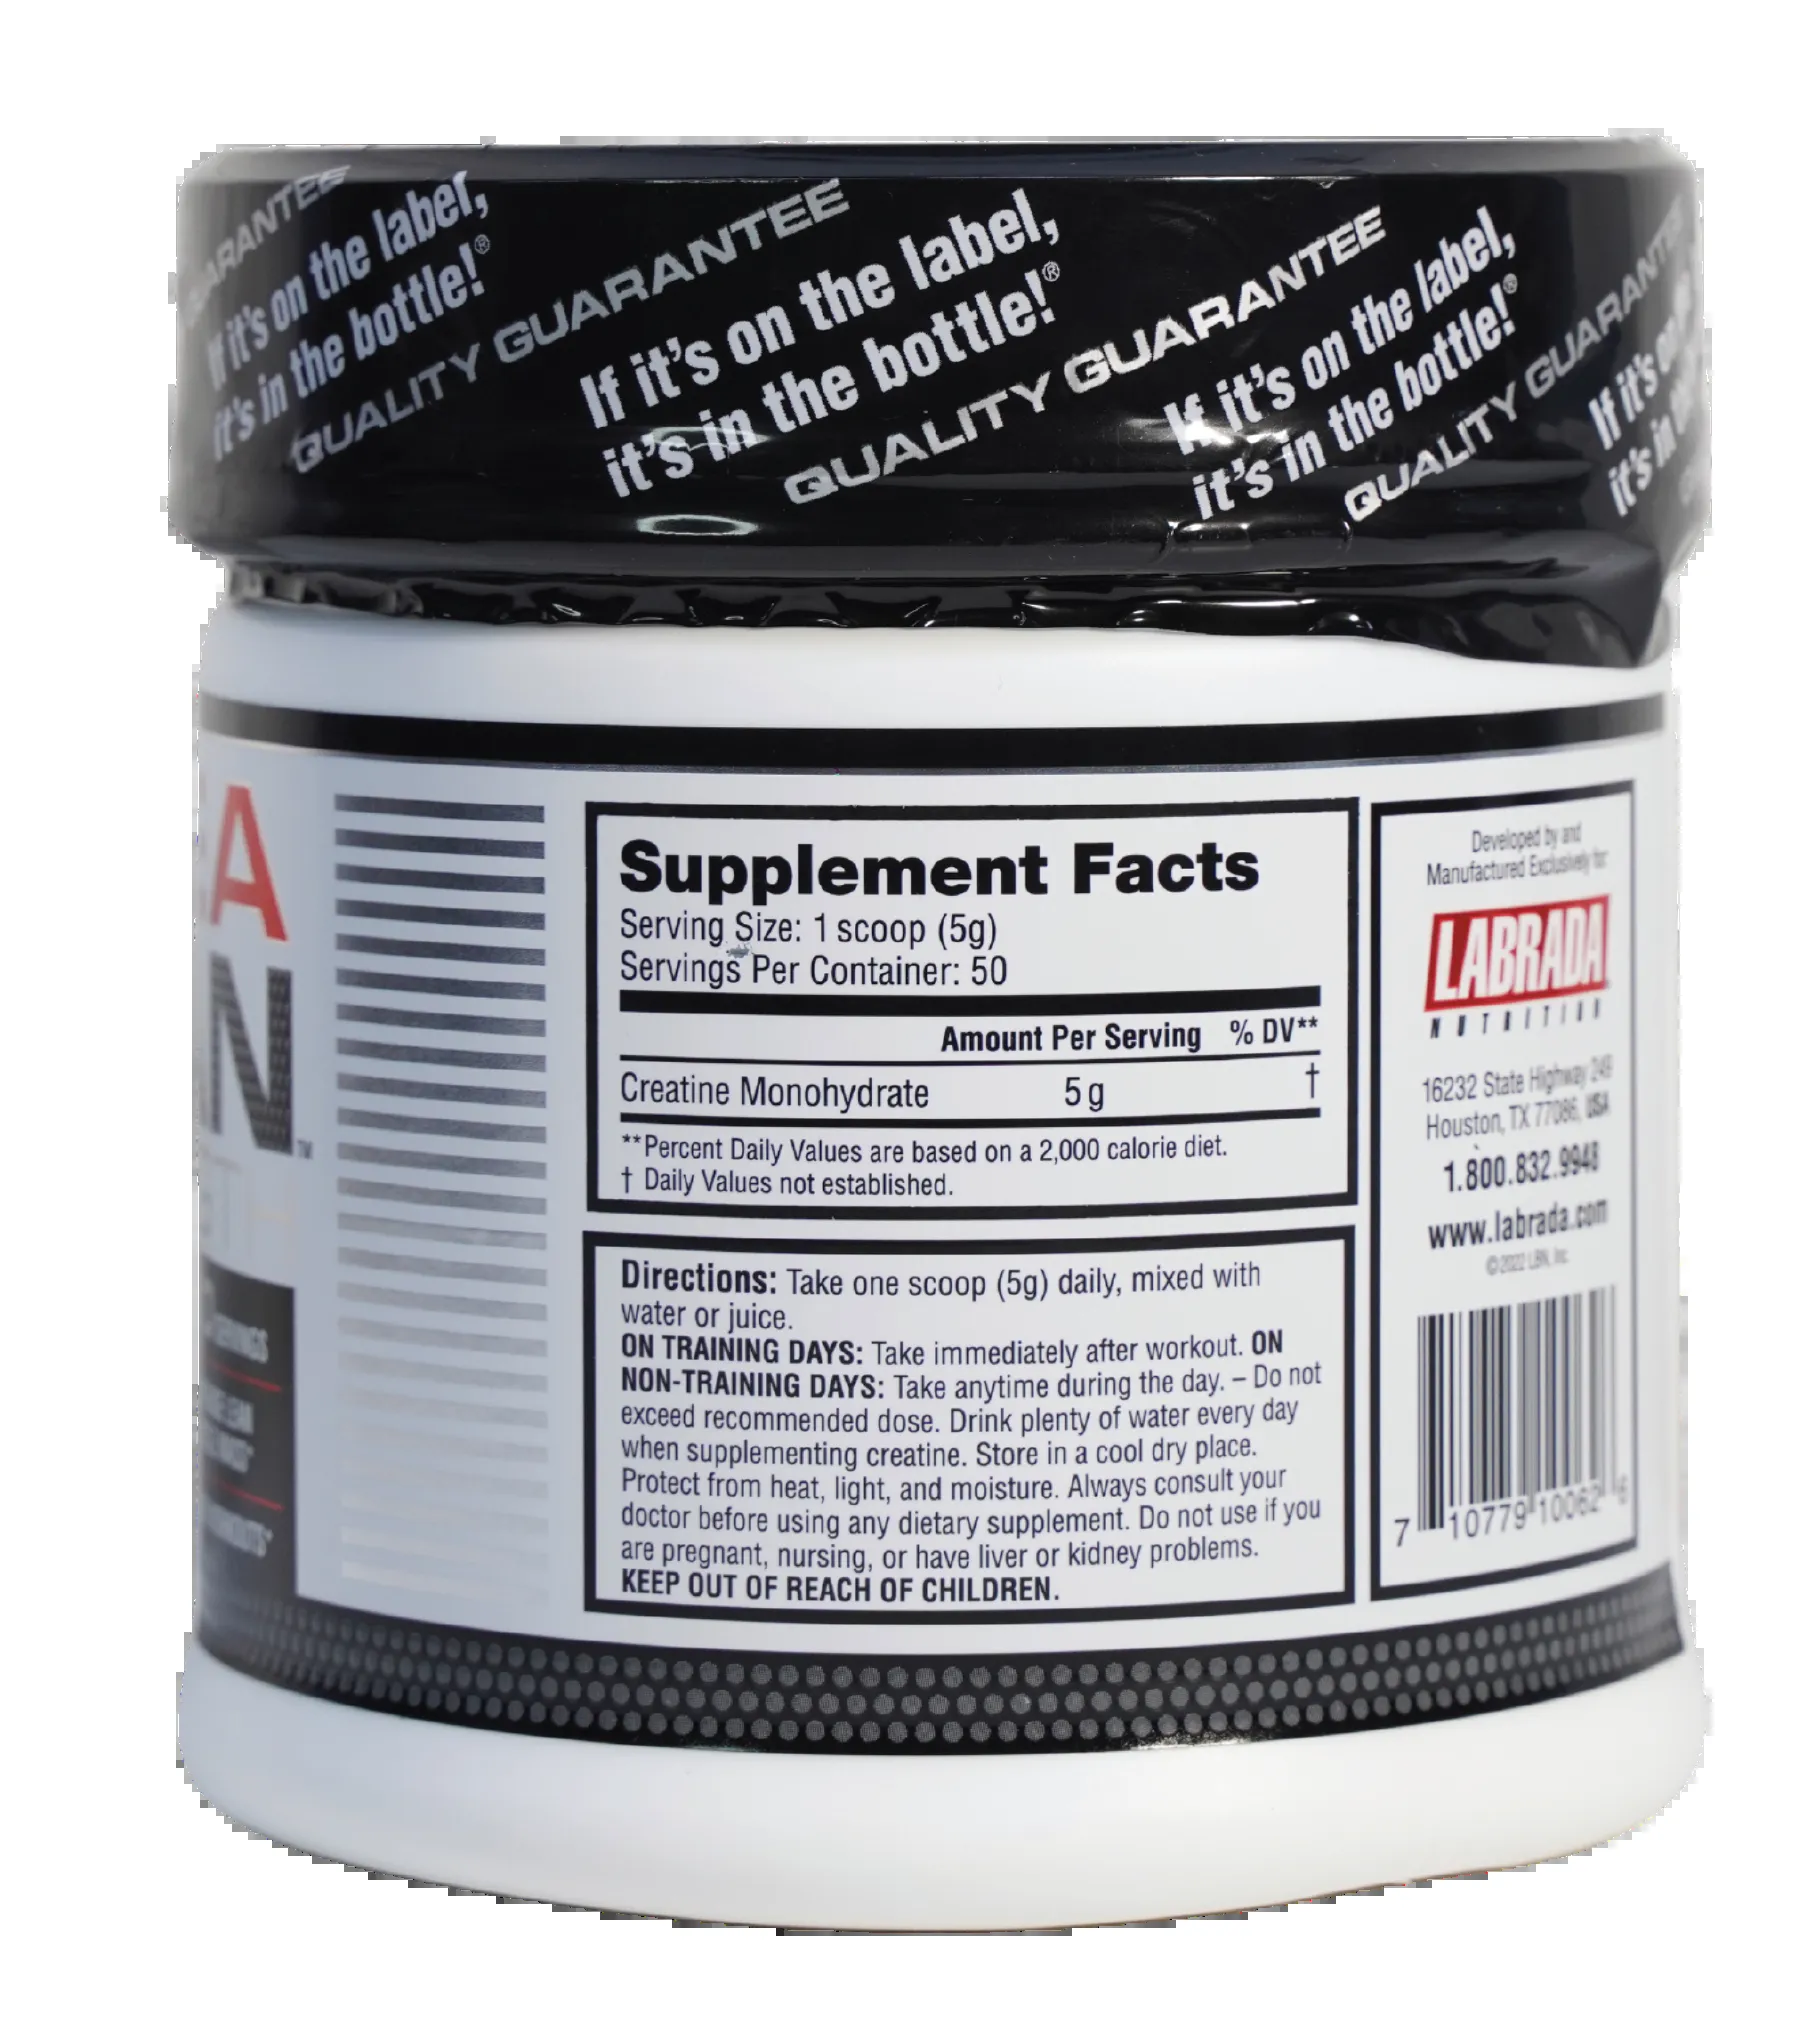 GUARANTEE
it's on the label,
it's in the bottle!®
QUALITY GUARANTEE
If it's on the label,
it's in the bottle!®
QUALITY GUARANTEE
If it's on the label,
it's in the bottle!®
QUALITY GUARANTEE
If it's
it's in
A
N™
Supplement Facts
Serving Size: 1 scoop (5g)
Servings Per Container: 50
Amount Per Serving % DV**
Creatine Monohydrate 5 g †
**Percent Daily Values are based on a 2,000 calorie diet.
† Daily Values not established.
Directions: Take one scoop (5g) daily, mixed with
water or juice.
ON TRAINING DAYS: Take immediately after workout. ON
NON-TRAINING DAYS: Take anytime during the day. – Do not
exceed recommended dose. Drink plenty of water every day
when supplementing creatine. Store in a cool dry place.
Protect from heat, light, and moisture. Always consult your
doctor before using any dietary supplement. Do not use if you
are pregnant, nursing, or have liver or kidney problems.
KEEP OUT OF REACH OF CHILDREN.
Developed by and
Manufactured Exclusively for
LABRADA
NUTRITION
16232 State Highway 249
Houston, TX 77086, USA
1.800.832.9948
www.labrada.com
©2022 LBN, Inc.
7 10779 10062 6